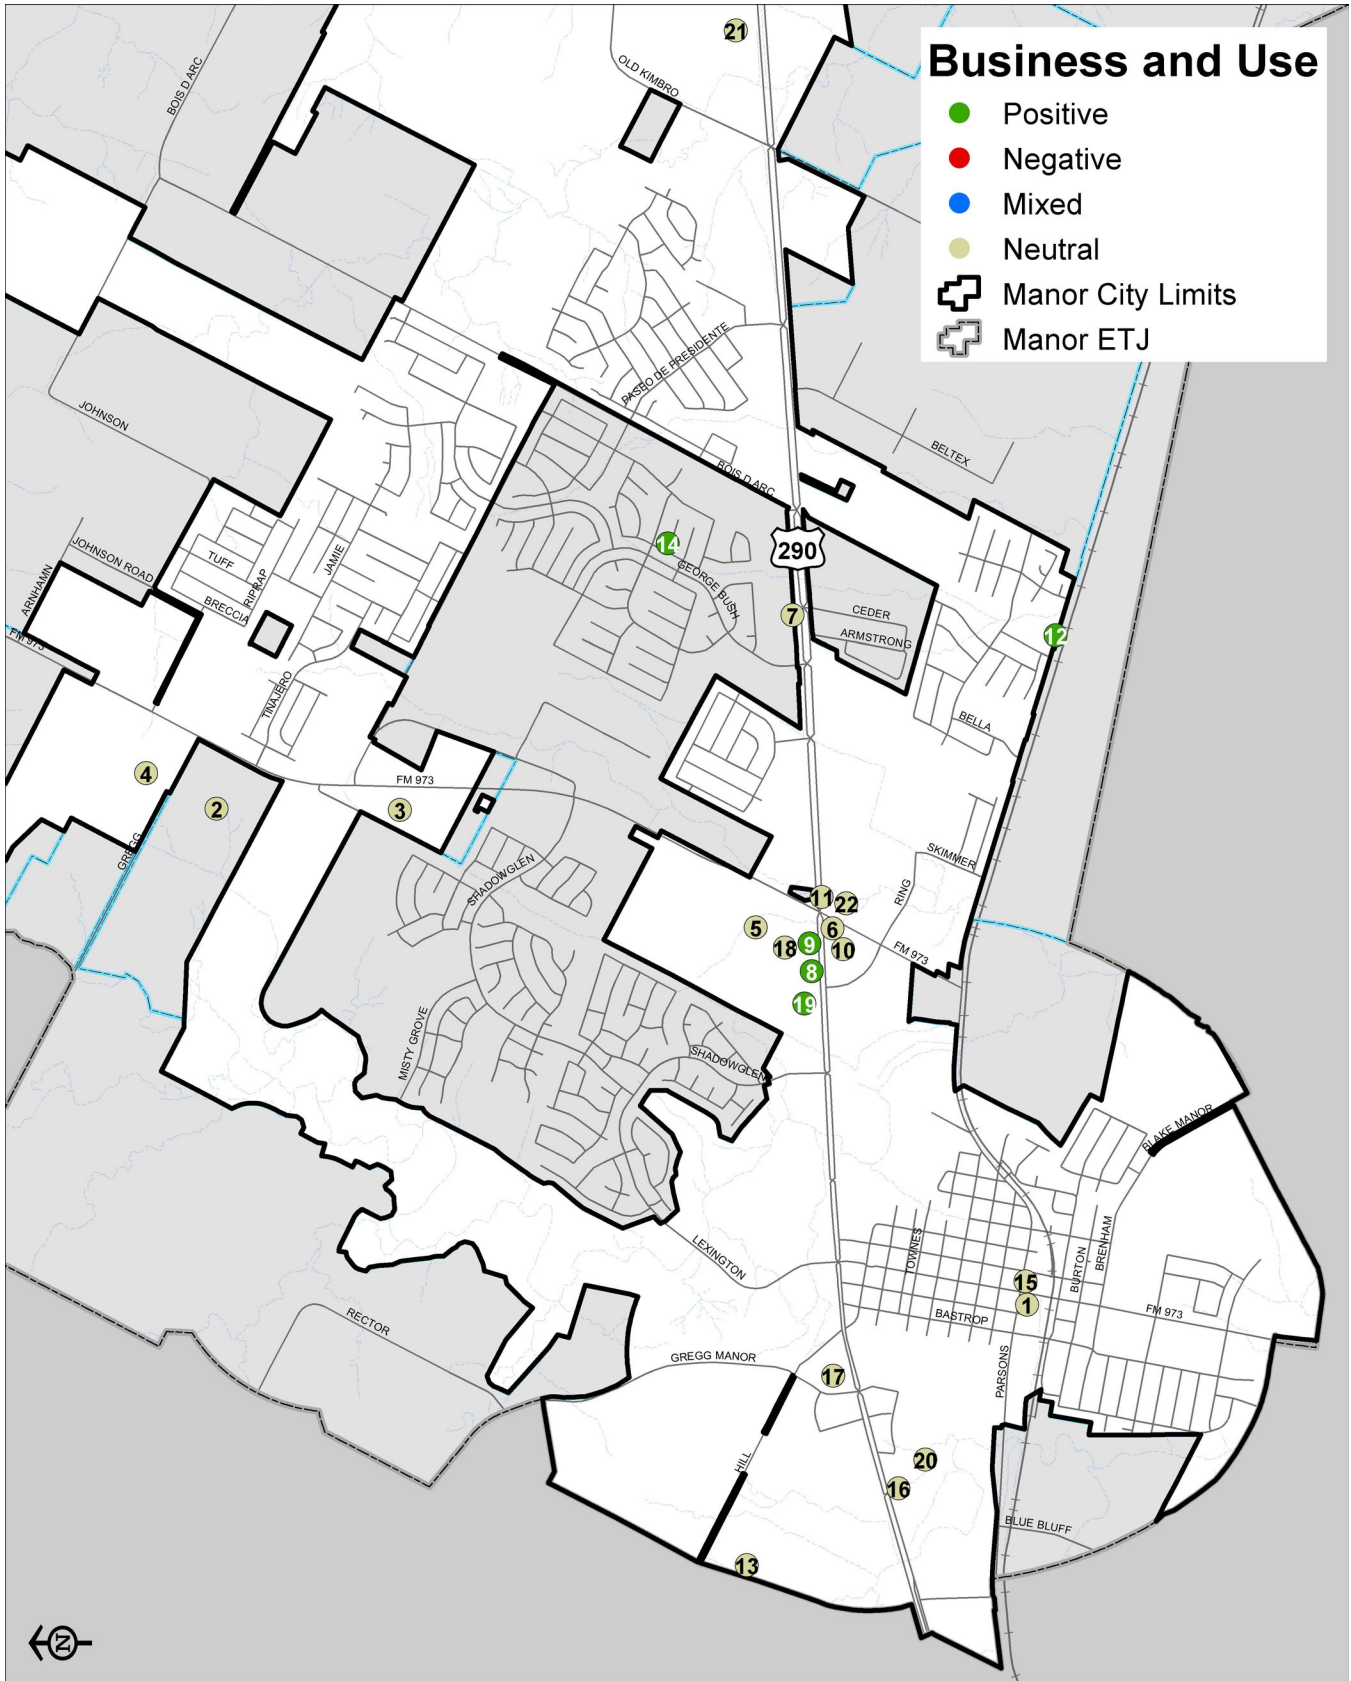 Business and Use
Positive
Negative
Mixed
Neutral
Manor City Limits
Manor ETJ
21
OLD KIMBRO
BOIS D ARC
PASEO DE PRESIDENTE
JOHNSON
BELTEX
BOIS D ARC
290
14
GEORGE BUSH
JOHNSON ROAD
TUFF
RIPRAP
JAMIE
BRECCIA
ARNHAMN
FM 973
7
CEDER
ARMSTRONG
12
TINAJERO
BELLA
4
2
FM 973
3
GREGG
SHADOWGLEN
SKIMMER
RING
11
22
5
6
18
9
10
FM 973
8
19
MISTY GROVE
SHADOWGLEN
BLAKE MANOR
LEXINGTON
TOWNES
BURTON
BRENHAM
15
1
FM 973
BASTROP
RECTOR
GREGG MANOR
17
PARSONS
HILL
20
16
BLUE BLUFF
13
N